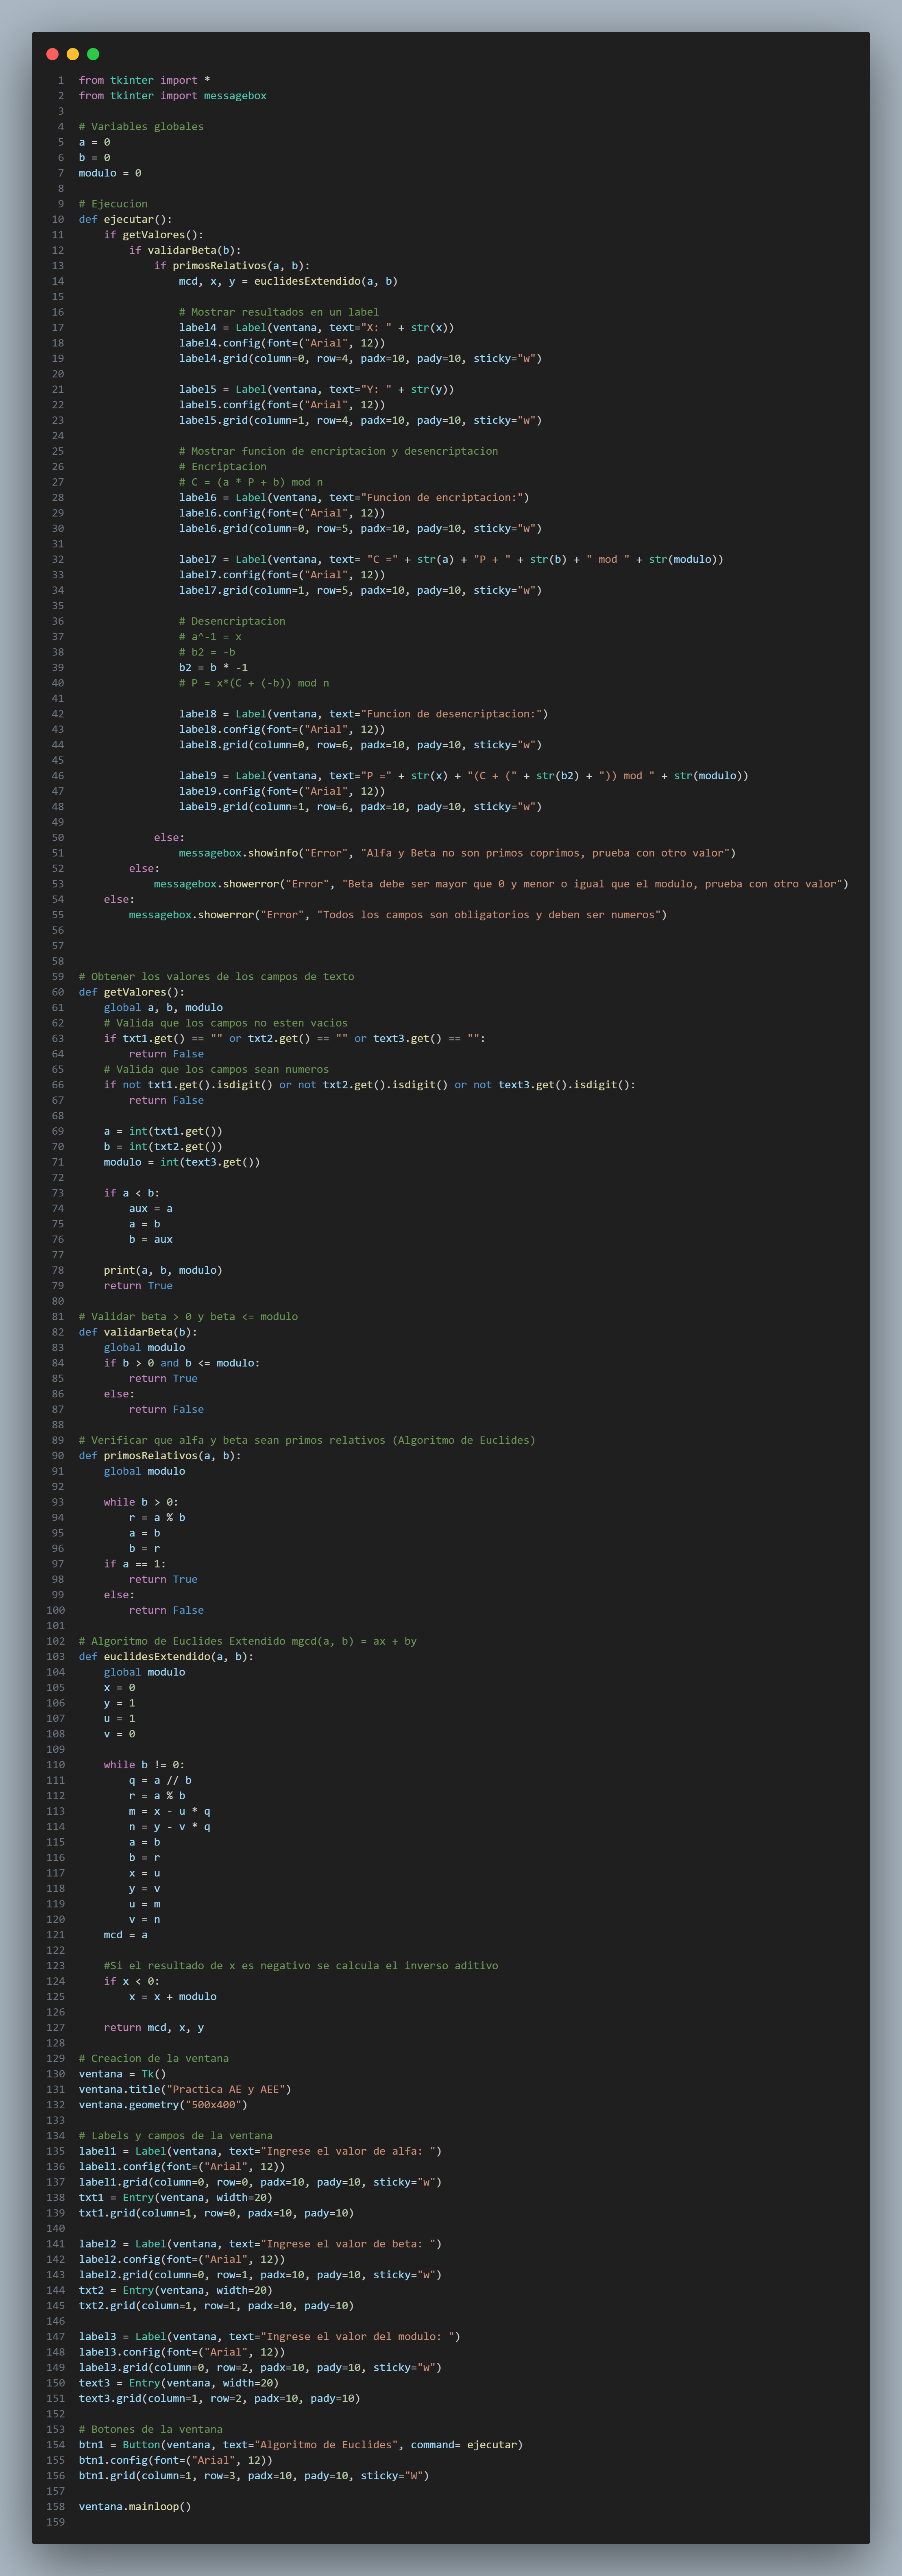 1 from tkinter import *
2 from tkinter import messagebox
3
4 # Variables globales
5 a = 0
6 b = 0
7 modulo = 0
8
9 # Ejecucion
10 def ejecutar():
11     if getValores():
12         if validarBeta(b):
13             if primosRelativos(a, b):
14                 mcd, x, y = euclidesExtendido(a, b)
15
16                 # Mostrar resultados en un label
17                 label4 = Label(ventana, text="X: " + str(x))
18                 label4.config(font=("Arial", 12))
19                 label4.grid(column=0, row=4, padx=10, pady=10, sticky="w")
20
21                 label5 = Label(ventana, text="Y: " + str(y))
22                 label5.config(font=("Arial", 12))
23                 label5.grid(column=1, row=4, padx=10, pady=10, sticky="w")
24
25                 # Mostrar funcion de encriptacion y desencriptacion
26                 # Encriptacion
27                 # C = (a * P + b) mod n
28                 label6 = Label(ventana, text="Funcion de encriptacion:")
29                 label6.config(font=("Arial", 12))
30                 label6.grid(column=0, row=5, padx=10, pady=10, sticky="w")
31
32                 label7 = Label(ventana, text= "C =" + str(a) + "P + " + str(b) + " mod " + str(modulo))
33                 label7.config(font=("Arial", 12))
34                 label7.grid(column=1, row=5, padx=10, pady=10, sticky="w")
35
36                 # Desencriptacion
37                 # a^-1 = x
38                 # b2 = -b
39                 b2 = b * -1
40                 # P = x*(C + (-b)) mod n
41
42                 label8 = Label(ventana, text="Funcion de desencriptacion:")
43                 label8.config(font=("Arial", 12))
44                 label8.grid(column=0, row=6, padx=10, pady=10, sticky="w")
45
46                 label9 = Label(ventana, text="P =" + str(x) + "(C + (" + str(b2) + ")) mod " + str(modulo))
47                 label9.config(font=("Arial", 12))
48                 label9.grid(column=1, row=6, padx=10, pady=10, sticky="w")
49
50             else:
51                 messagebox.showinfo("Error", "Alfa y Beta no son primos coprimos, prueba con otro valor")
52         else:
53             messagebox.showerror("Error", "Beta debe ser mayor que 0 y menor o igual que el modulo, prueba con otro valor")
54     else:
55         messagebox.showerror("Error", "Todos los campos son obligatorios y deben ser numeros")
56
57
58
59 # Obtener los valores de los campos de texto
60 def getValores():
61     global a, b, modulo
62     # Valida que los campos no esten vacios
63     if txt1.get() == "" or txt2.get() == "" or text3.get() == "":
64         return False
65     # Valida que los campos sean numeros
66     if not txt1.get().isdigit() or not txt2.get().isdigit() or not text3.get().isdigit():
67         return False
68
69     a = int(txt1.get())
70     b = int(txt2.get())
71     modulo = int(text3.get())
72
73     if a < b:
74         aux = a
75         a = b
76         b = aux
77
78     print(a, b, modulo)
79     return True
80
81 # Validar beta > 0 y beta <= modulo
82 def validarBeta(b):
83     global modulo
84     if b > 0 and b <= modulo:
85         return True
86     else:
87         return False
88
89 # Verificar que alfa y beta sean primos relativos (Algoritmo de Euclides)
90 def primosRelativos(a, b):
91     global modulo
92
93     while b > 0:
94         r = a % b
95         a = b
96         b = r
97     if a == 1:
98         return True
99     else:
100         return False
101
102 # Algoritmo de Euclides Extendido mgcd(a, b) = ax + by
103 def euclidesExtendido(a, b):
104     global modulo
105     x = 0
106     y = 1
107     u = 1
108     v = 0
109
110     while b != 0:
111         q = a // b
112         r = a % b
113         m = x - u * q
114         n = y - v * q
115         a = b
116         b = r
117         x = u
118         y = v
119         u = m
120         v = n
121     mcd = a
122
123     #Si el resultado de x es negativo se calcula el inverso aditivo
124     if x < 0:
125         x = x + modulo
126
127     return mcd, x, y
128
129 # Creacion de la ventana
130 ventana = Tk()
131 ventana.title("Practica AE y AEE")
132 ventana.geometry("500x400")
133
134 # Labels y campos de la ventana
135 label1 = Label(ventana, text="Ingrese el valor de alfa: ")
136 label1.config(font=("Arial", 12))
137 label1.grid(column=0, row=0, padx=10, pady=10, sticky="w")
138 txt1 = Entry(ventana, width=20)
139 txt1.grid(column=1, row=0, padx=10, pady=10)
140
141 label2 = Label(ventana, text="Ingrese el valor de beta: ")
142 label2.config(font=("Arial", 12))
143 label2.grid(column=0, row=1, padx=10, pady=10, sticky="w")
144 txt2 = Entry(ventana, width=20)
145 txt2.grid(column=1, row=1, padx=10, pady=10)
146
147 label3 = Label(ventana, text="Ingrese el valor del modulo: ")
148 label3.config(font=("Arial", 12))
149 label3.grid(column=0, row=2, padx=10, pady=10, sticky="w")
150 text3 = Entry(ventana, width=20)
151 text3.grid(column=1, row=2, padx=10, pady=10)
152
153 # Botones de la ventana
154 btn1 = Button(ventana, text="Algoritmo de Euclides", command= ejecutar)
155 btn1.config(font=("Arial", 12))
156 btn1.grid(column=1, row=3, padx=10, pady=10, sticky="W")
157
158 ventana.mainloop()
159